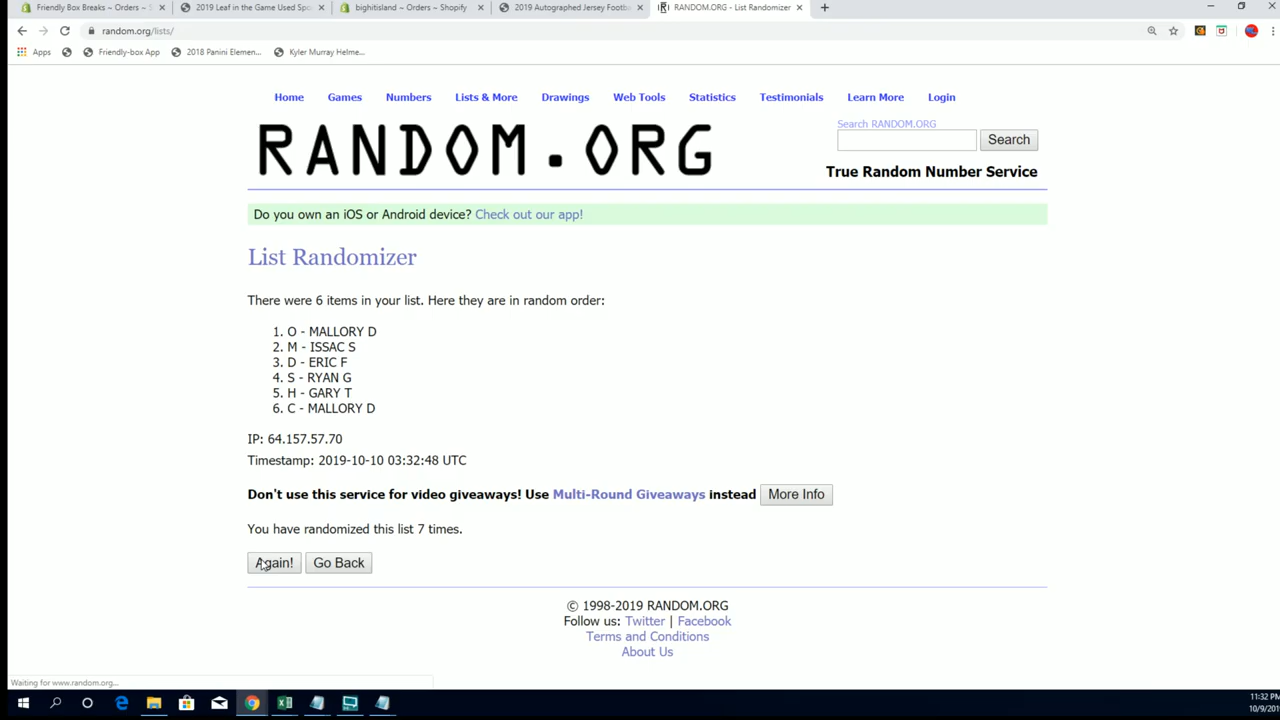 Friendly Box Breaks ~ Orders ~ S
2019 Leaf in the Game Used Spo
bighitisland ~ Orders ~ Shopify
2019 Autographed Jersey Footb
RANDOM.ORG - List Randomizer
random.org/lists/
Apps
Friendly-box App
2018 Panini Elemen...
Kyler Murray Helme...
Home Games Numbers Lists & More Drawings Web Tools Statistics Testimonials Learn More Login
RANDOM.ORG
Search RANDOM.ORG
Search
True Random Number Service
Do you own an iOS or Android device? Check out our app!
List Randomizer
There were 6 items in your list. Here they are in random order:
1. O - MALLORY D
2. M - ISSAC S
3. D - ERIC F
4. S - RYAN G
5. H - GARY T
6. C - MALLORY D
IP: 64.157.57.70
Timestamp: 2019-10-10 03:32:48 UTC
Don't use this service for video giveaways! Use Multi-Round Giveaways instead More Info
You have randomized this list 7 times.
Again! Go Back
© 1998-2019 RANDOM.ORG
Follow us: Twitter | Facebook
Terms and Conditions
About Us
Waiting for www.random.org...
11:32 PM
10/9/201